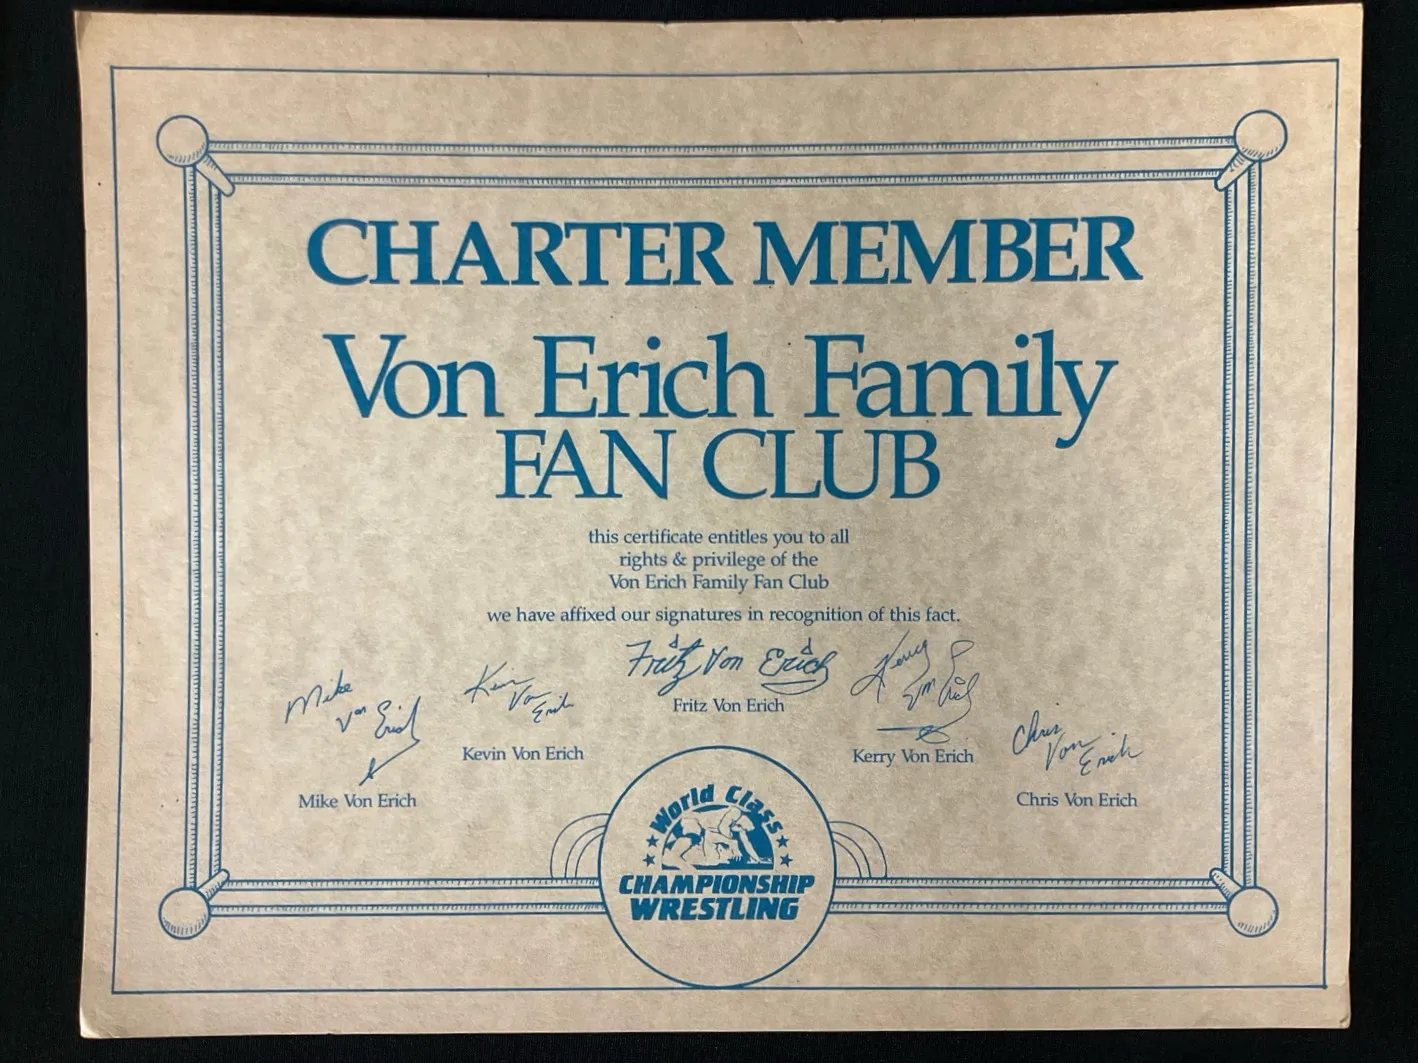 CHARTER MEMBER
Von Erich Family
FAN CLUB
this certificate entitles you to all
rights & privilege of the
Von Erich Family Fan Club
we have affixed our signatures in recognition of this fact.
Mike
Von Erich
Mike Von Erich
Kevin
Von
Erich
Kevin Von Erich
Fritz Von Erich
Fritz Von Erich
Kerry
Von Erich
Kerry Von Erich
Chris
Von
Erich
Chris Von Erich
World Class
CHAMPIONSHIP
WRESTLING